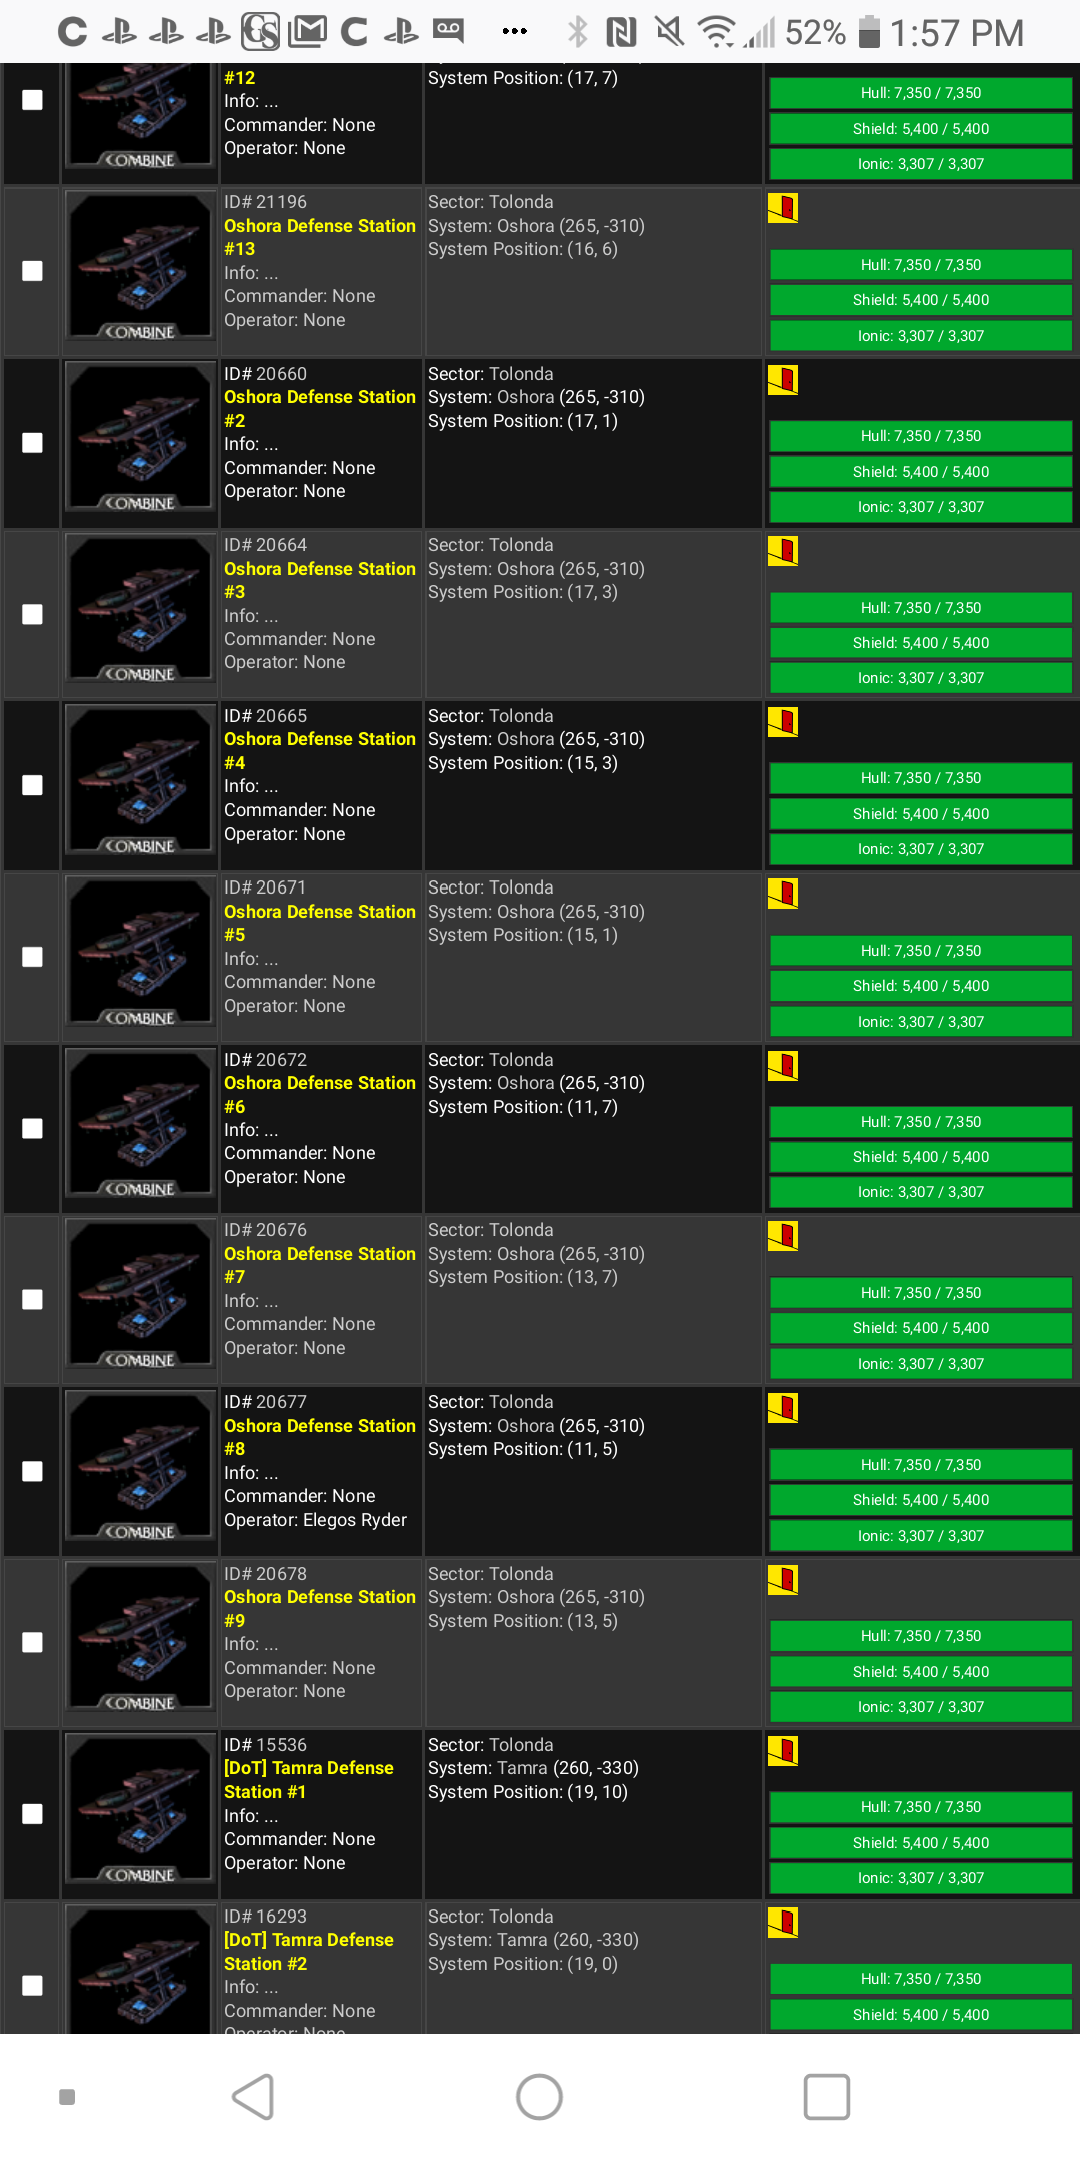 52% 1:57 PM
#12
Info: ...
Commander: None
Operator: None
System Position: (17, 7)
Hull: 7,350 / 7,350
Shield: 5,400 / 5,400
Ionic: 3,307 / 3,307
COMBINE
ID# 21196
Oshora Defense Station
#13
Info: ...
Commander: None
Operator: None
Sector: Tolonda
System: Oshora (265, -310)
System Position: (16, 6)
Hull: 7,350 / 7,350
Shield: 5,400 / 5,400
Ionic: 3,307 / 3,307
COMBINE
ID# 20660
Oshora Defense Station
#2
Info: ...
Commander: None
Operator: None
Sector: Tolonda
System: Oshora (265, -310)
System Position: (17, 1)
Hull: 7,350 / 7,350
Shield: 5,400 / 5,400
Ionic: 3,307 / 3,307
COMBINE
ID# 20664
Oshora Defense Station
#3
Info: ...
Commander: None
Operator: None
Sector: Tolonda
System: Oshora (265, -310)
System Position: (17, 3)
Hull: 7,350 / 7,350
Shield: 5,400 / 5,400
Ionic: 3,307 / 3,307
COMBINE
ID# 20665
Oshora Defense Station
#4
Info: ...
Commander: None
Operator: None
Sector: Tolonda
System: Oshora (265, -310)
System Position: (15, 3)
Hull: 7,350 / 7,350
Shield: 5,400 / 5,400
Ionic: 3,307 / 3,307
COMBINE
ID# 20671
Oshora Defense Station
#5
Info: ...
Commander: None
Operator: None
Sector: Tolonda
System: Oshora (265, -310)
System Position: (15, 1)
Hull: 7,350 / 7,350
Shield: 5,400 / 5,400
Ionic: 3,307 / 3,307
COMBINE
ID# 20672
Oshora Defense Station
#6
Info: ...
Commander: None
Operator: None
Sector: Tolonda
System: Oshora (265, -310)
System Position: (11, 7)
Hull: 7,350 / 7,350
Shield: 5,400 / 5,400
Ionic: 3,307 / 3,307
COMBINE
ID# 20676
Oshora Defense Station
#7
Info: ...
Commander: None
Operator: None
Sector: Tolonda
System: Oshora (265, -310)
System Position: (13, 7)
Hull: 7,350 / 7,350
Shield: 5,400 / 5,400
Ionic: 3,307 / 3,307
COMBINE
ID# 20677
Oshora Defense Station
#8
Info: ...
Commander: None
Operator: Elegos Ryder
Sector: Tolonda
System: Oshora (265, -310)
System Position: (11, 5)
Hull: 7,350 / 7,350
Shield: 5,400 / 5,400
Ionic: 3,307 / 3,307
COMBINE
ID# 20678
Oshora Defense Station
#9
Info: ...
Commander: None
Operator: None
Sector: Tolonda
System: Oshora (265, -310)
System Position: (13, 5)
Hull: 7,350 / 7,350
Shield: 5,400 / 5,400
Ionic: 3,307 / 3,307
COMBINE
ID# 15536
[DoT] Tamra Defense
Station #1
Info: ...
Commander: None
Operator: None
Sector: Tolonda
System: Tamra (260, -330)
System Position: (19, 10)
Hull: 7,350 / 7,350
Shield: 5,400 / 5,400
Ionic: 3,307 / 3,307
COMBINE
ID# 16293
[DoT] Tamra Defense
Station #2
Info: ...
Commander: None
Operator: None
Sector: Tolonda
System: Tamra (260, -330)
System Position: (19, 0)
Hull: 7,350 / 7,350
Shield: 5,400 / 5,400